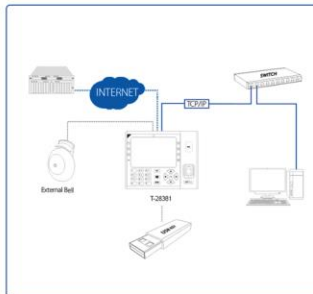 SWITCH
INTERNET
TCP/IP
External Bell
T-28381